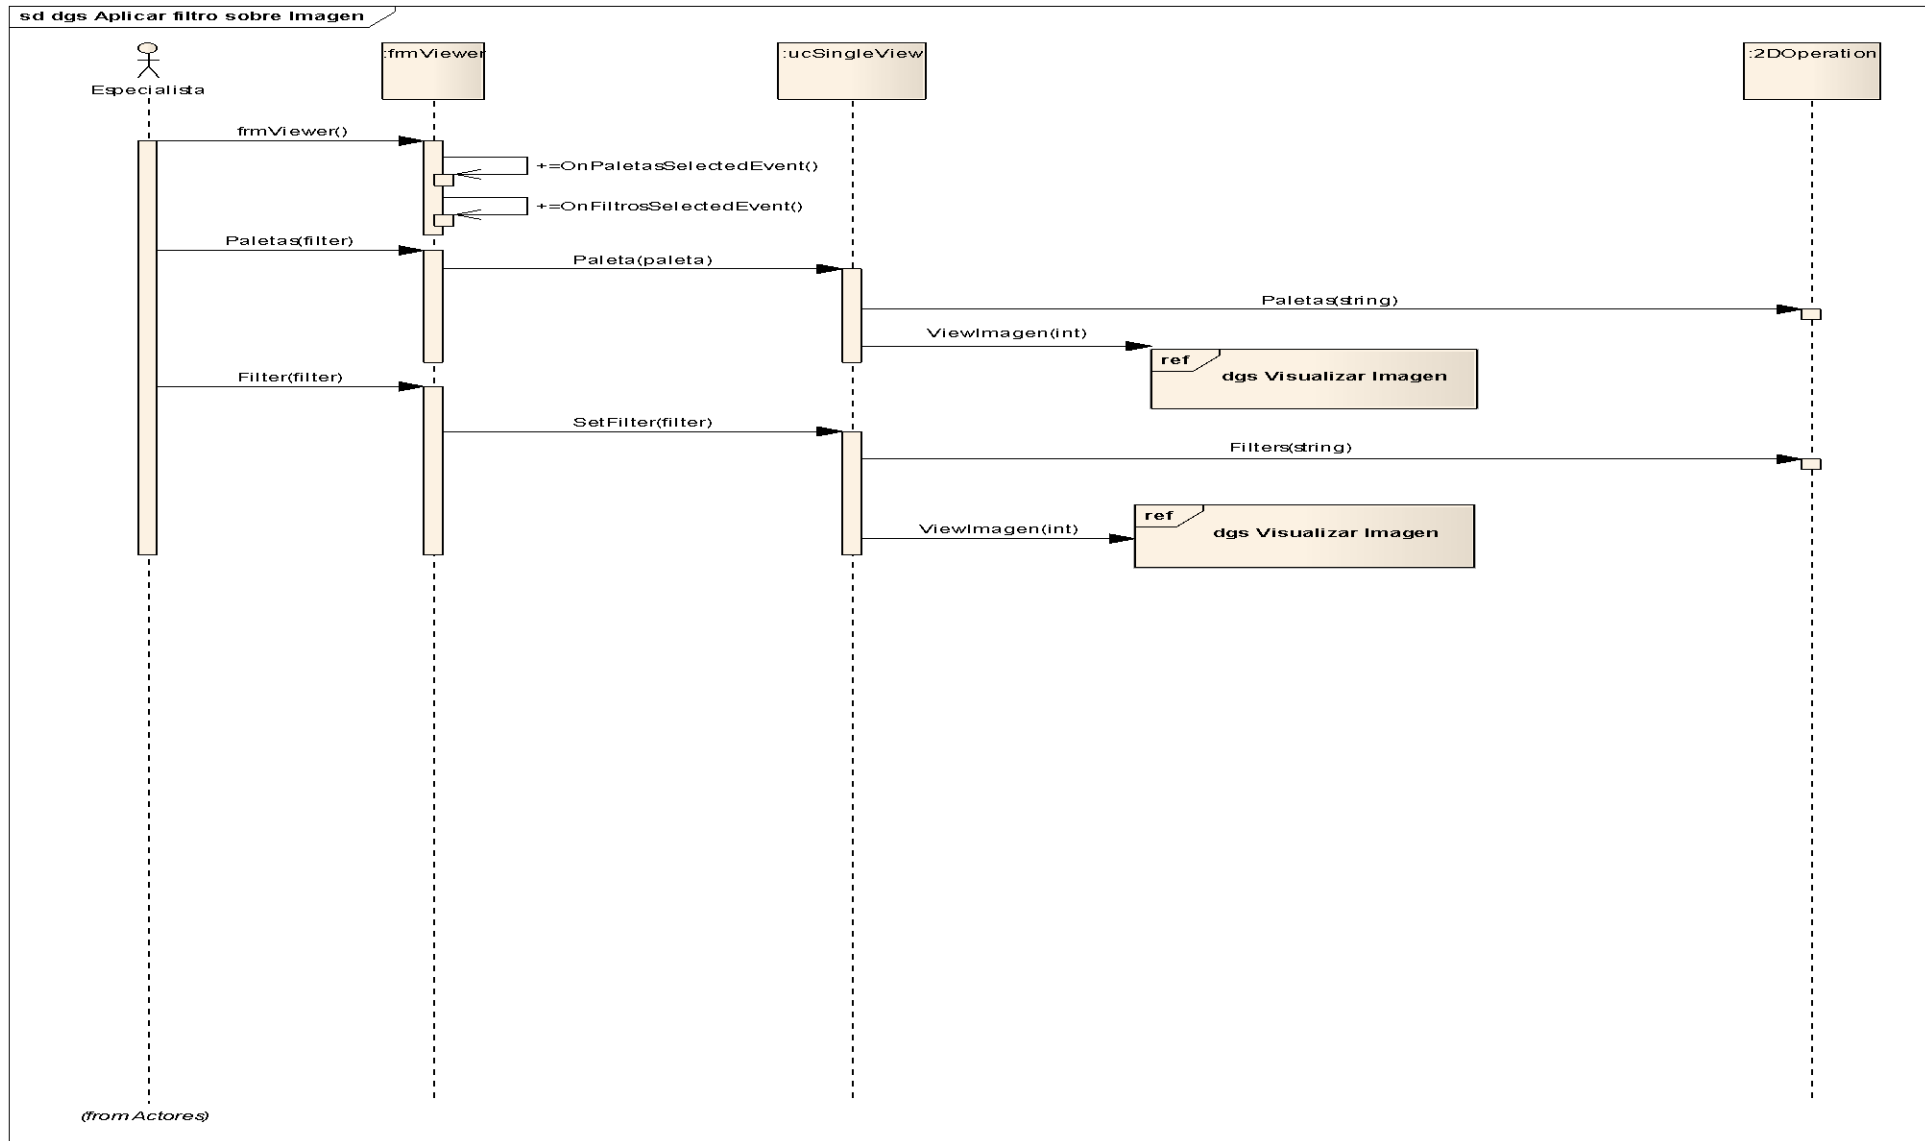 sd dgs Aplicar filtro sobre Imagen
Especialista
:frmViewer
:ucSingleView
:2DOperation
frmViewer()
+=OnPaletasSelectedEvent()
+=OnFiltrosSelectedEvent()
Paletas(filter)
Paleta(paleta)
Paletas(string)
ViewImagen(int)
ref
dgs Visualizar Imagen
Filter(filter)
SetFilter(filter)
Filters(string)
ViewImagen(int)
ref
dgs Visualizar Imagen
(from Actores)